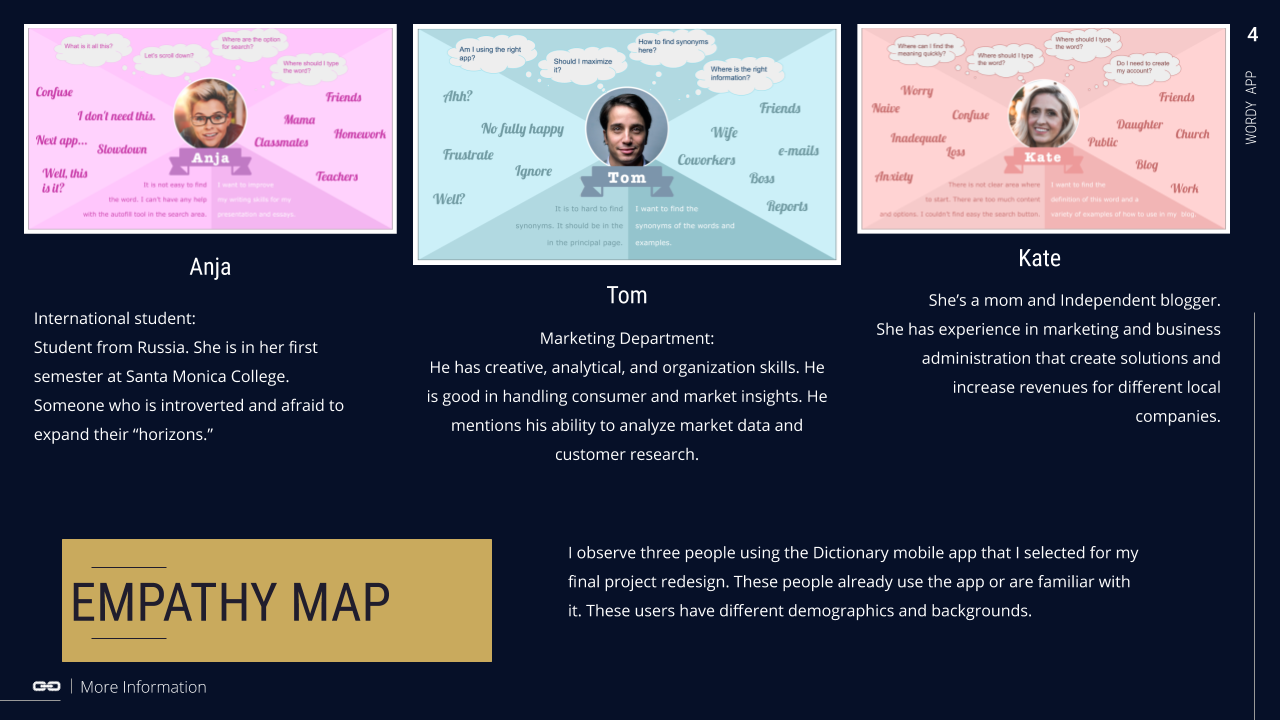 4
WORDY APP
What is it all this?
Let's scroll down?
Where are the option
for search?
Where should I type
the word?
Confuse
I don't need this.
Next app...
Slowdown
Well, this
is it?
Friends
Mama
Homework
Classmates
Teachers
Anja
It is not easy to find
the word. I can't have any help
with the autofill tool in the search area.
I want to improve
my writing skills for my
presentation and essays.
Am I using the right
app?
Should I maximize
it?
How to find synonyms
here?
Where is the right
information?
Ahh?
No fully happy
Frustrate
Ignore
Well?
Friends
Wife
e-mails
Coworkers
Boss
Reports
Tom
It is to hard to find
synonyms. It should be in the
in the principal page.
I want to find the
synonyms of the words and
examples.
Where can I find the
meaning quickly?
Where should I type
the word?
Where should I type
the word?
Do I need to create
my account?
Worry
Naive
Confuse
Inadequate
Loss
Anxiety
Friends
Daughter
Church
Public
Blog
Work
Kate
There is not clear area where
to start. There are too much content
and options. I couldn't find easy the search button.
I want to find the
definition of this word and a
variety of examples of how to use in my blog.
Anja
International student:
Student from Russia. She is in her first
semester at Santa Monica College.
Someone who is introverted and afraid to
expand their “horizons.”
Tom
Marketing Department:
He has creative, analytical, and organization skills. He
is good in handling consumer and market insights. He
mentions his ability to analyze market data and
customer research.
Kate
She’s a mom and Independent blogger.
She has experience in marketing and business
administration that create solutions and
increase revenues for different local
companies.
EMPATHY MAP
I observe three people using the Dictionary mobile app that I selected for my
final project redesign. These people already use the app or are familiar with
it. These users have different demographics and backgrounds.
More Information